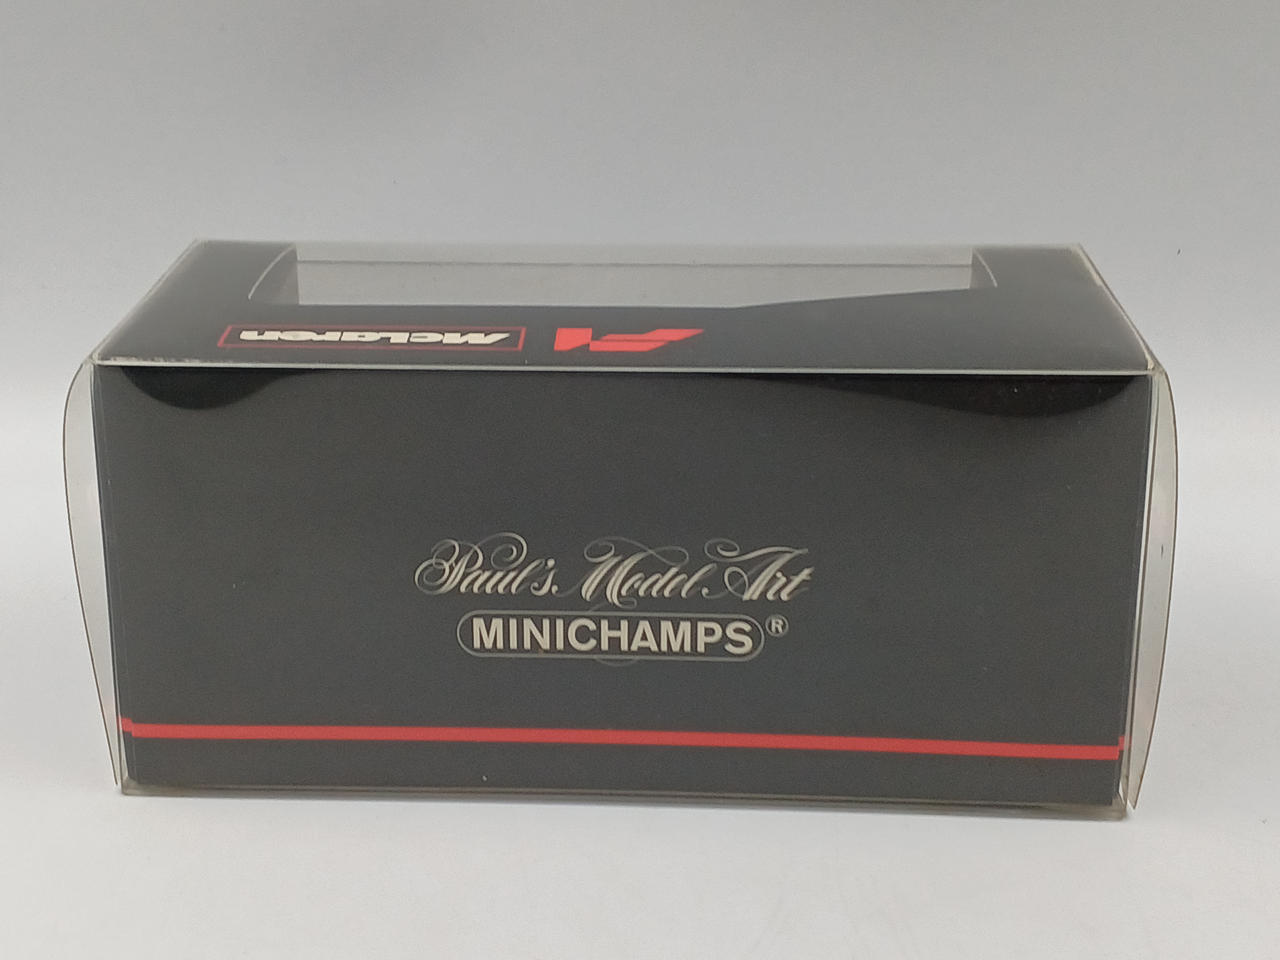 McLaren F1
Paul's Model Art
MINICHAMPS®